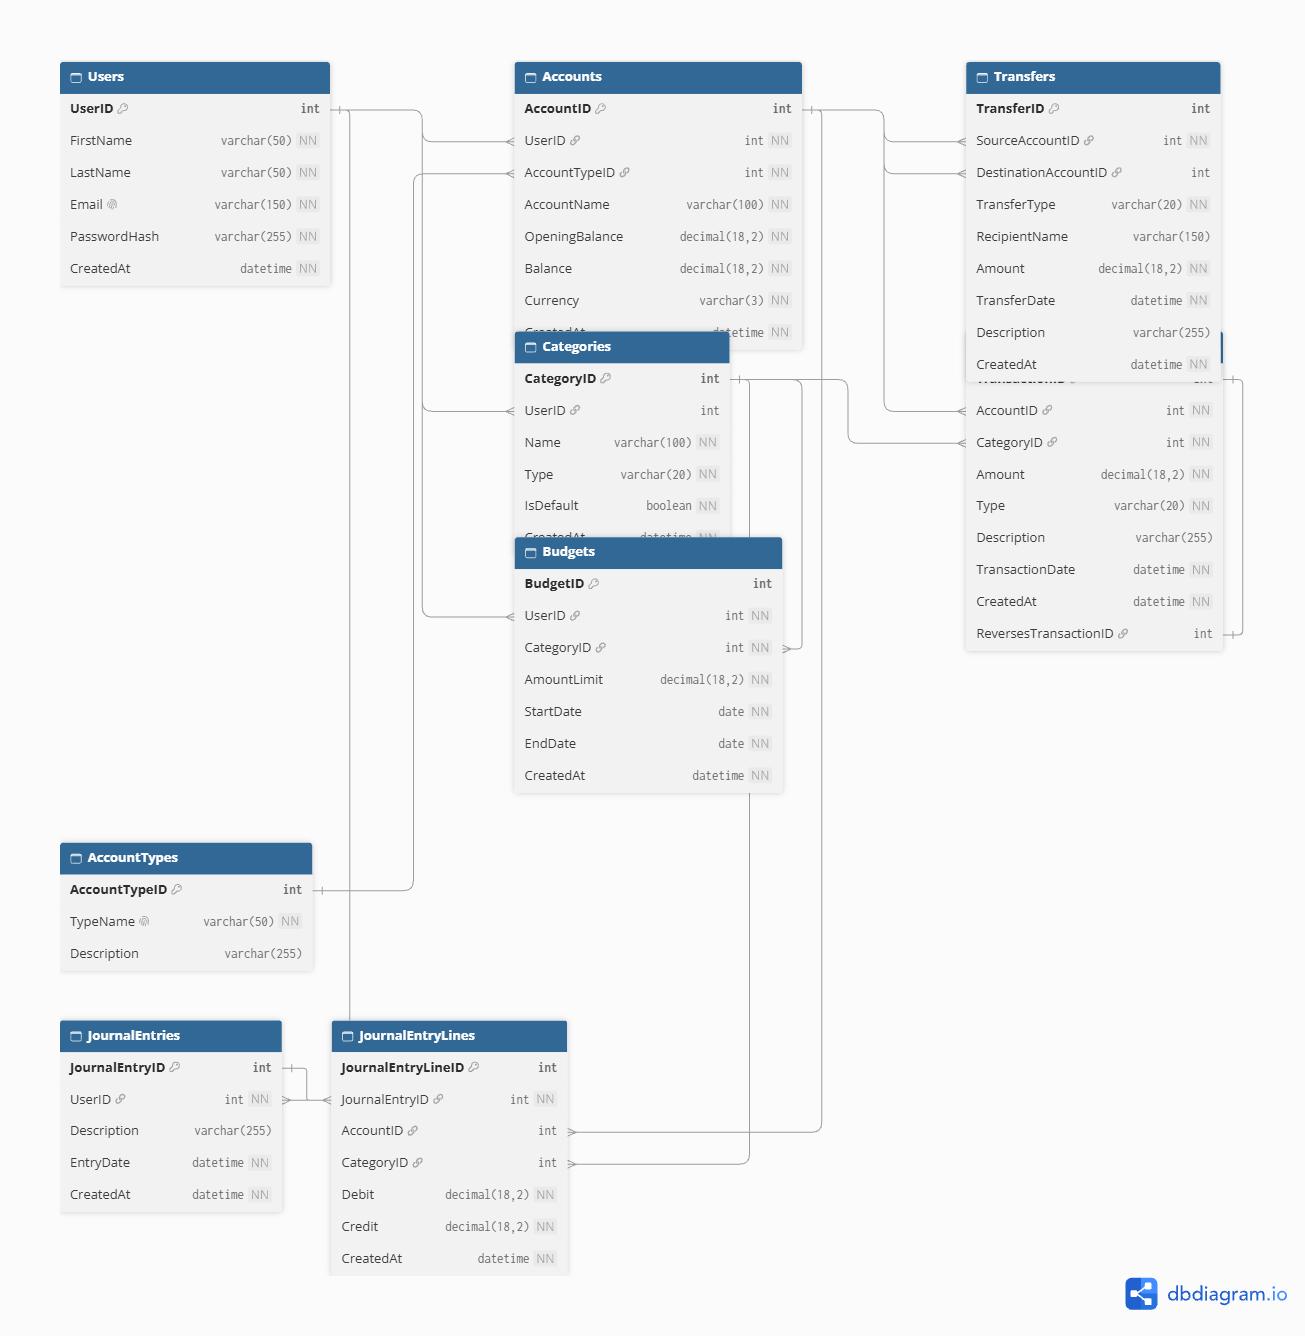 Users
UserID int
FirstName varchar(50) NN
LastName varchar(50) NN
Email varchar(150) NN
PasswordHash varchar(255) NN
CreatedAt datetime NN
Accounts
AccountID int
UserID int NN
AccountTypeID int NN
AccountName varchar(100) NN
OpeningBalance decimal(18,2) NN
Balance decimal(18,2) NN
Currency varchar(3) NN
CreatedAt datetime NN
Transfers
TransferID int
SourceAccountID int NN
DestinationAccountID int
TransferType varchar(20) NN
RecipientName varchar(150)
Amount decimal(18,2) NN
TransferDate datetime NN
Description varchar(255)
CreatedAt datetime NN
TransactionID int
AccountID int NN
CategoryID int NN
Amount decimal(18,2) NN
Type varchar(20) NN
Description varchar(255)
TransactionDate datetime NN
CreatedAt datetime NN
ReversesTransactionID int
Categories
CategoryID int
UserID int
Name varchar(100) NN
Type varchar(20) NN
IsDefault boolean NN
CreatedAt datetime NN
Budgets
BudgetID int
UserID int NN
CategoryID int NN
AmountLimit decimal(18,2) NN
StartDate date NN
EndDate date NN
CreatedAt datetime NN
AccountTypes
AccountTypeID int
TypeName varchar(50) NN
Description varchar(255)
JournalEntries
JournalEntryID int
UserID int NN
Description varchar(255)
EntryDate datetime NN
CreatedAt datetime NN
JournalEntryLines
JournalEntryLineID int
JournalEntryID int NN
AccountID int
CategoryID int
Debit decimal(18,2) NN
Credit decimal(18,2) NN
CreatedAt datetime NN
dbdiagram.io